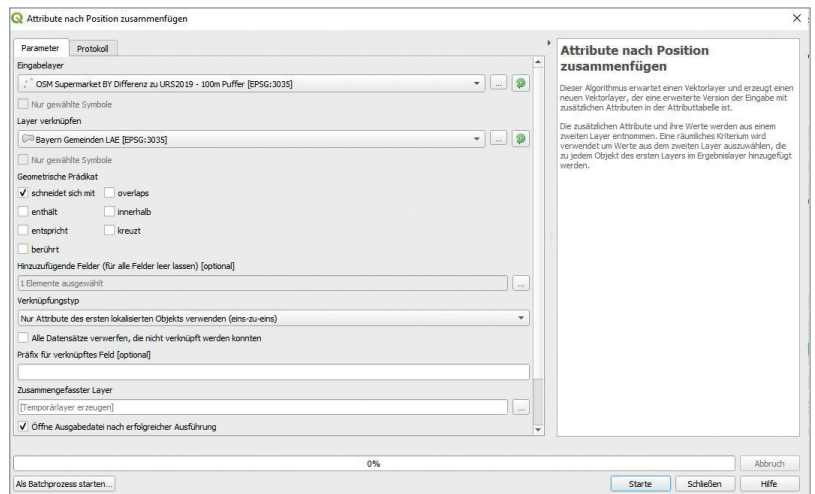 Attribute nach Position zusammenfügen
Parameter Protokoll
Eingabelayer
OSM Supermarket BY Differenz zu URS2019 - 100m Puffer [EPSG:3035]
...
Nur gewählte Symbole
Layer verknüpfen
Bayern Gemeinden LAE [EPSG:3035]
...
Nur gewählte Symbole
Geometrische Prädikat
schneidet sich mit overlaps
enthält innerhalb
entspricht kreuzt
berührt
Hinzuzufügende Felder (für alle Felder leer lassen) [optional]
1 Elemente ausgewählt
...
Verknüpfungstyp
Nur Attribute des ersten lokalisierten Objekts verwenden (eins-zu-eins)
Alle Datensätze verwerfen, die nicht verknüpft werden konnten
Präfix für verknüpftes Feld [optional]
Zusammengefasster Layer
[Temporärlayer erzeugen]
...
Öffne Ausgabedatei nach erfolgreicher Ausführung
Attribute nach Position
zusammenfügen
Dieser Algorithmus erwartet einen Vektorlayer und erzeugt einen
neuen Vektorlayer, der eine erweiterte Version der Eingabe mit
zusätzlichen Attributen in der Attributtabelle ist.
Die zusätzlichen Attribute und ihre Werte werden aus einem
zweiten Layer entnommen. Eine räumliches Kriterium wird
verwendet um Werte aus dem zweiten Layer auszuwählen, die
zu jedem Objekt des ersten Layers im Ergebnislayer hinzugefügt
werden.
0%
Abbruch
Als Batchprozess starten...
Starte Schließen Hilfe